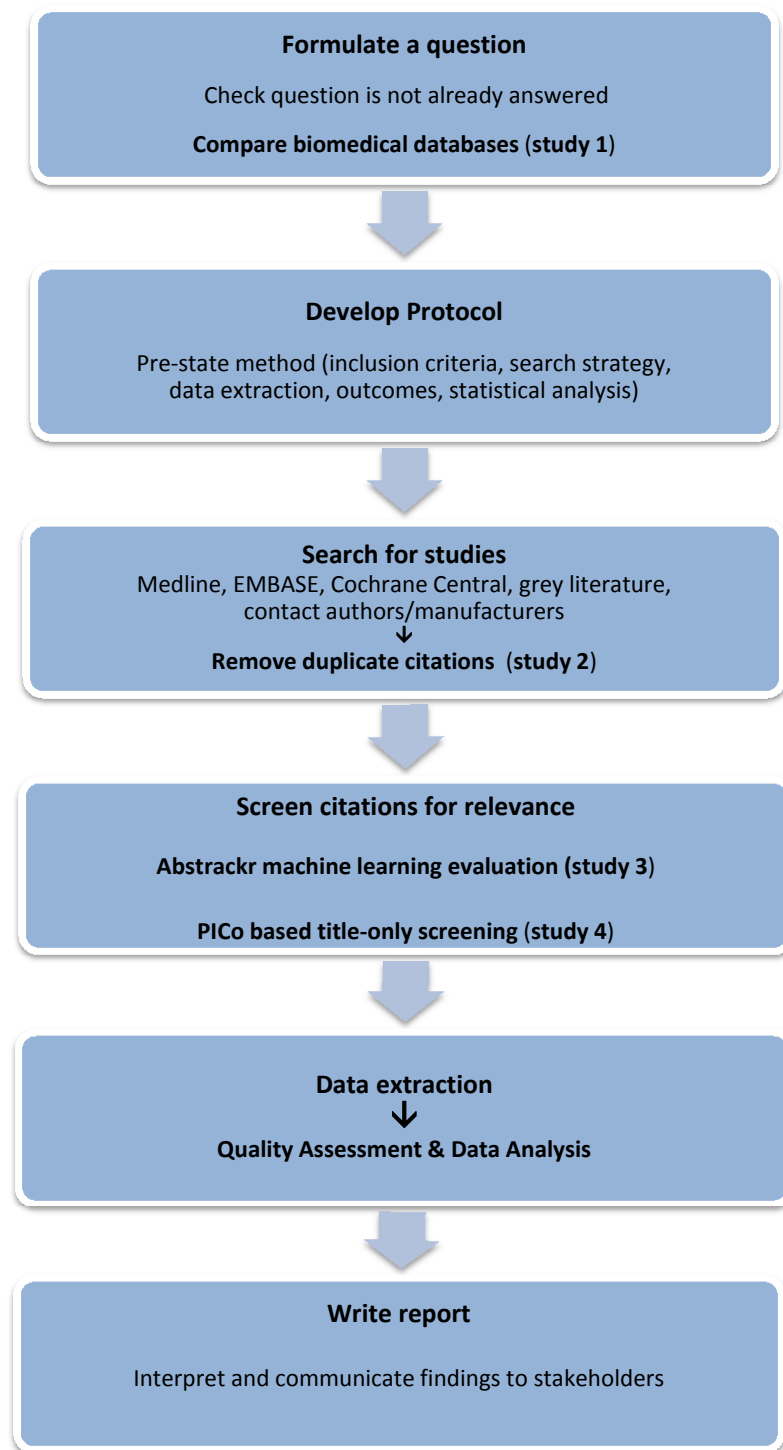 Formulate a question
Check question is not already answered
Compare biomedical databases (study 1)
Develop Protocol
Pre-state method (inclusion criteria, search strategy,
data extraction, outcomes, statistical analysis)
Search for studies
Medline, EMBASE, Cochrane Central, grey literature,
contact authors/manufacturers
Remove duplicate citations (study 2)
Screen citations for relevance
Abstrackr machine learning evaluation (study 3)
PICo based title-only screening (study 4)
Data extraction
Quality Assessment & Data Analysis
Write report
Interpret and communicate findings to stakeholders